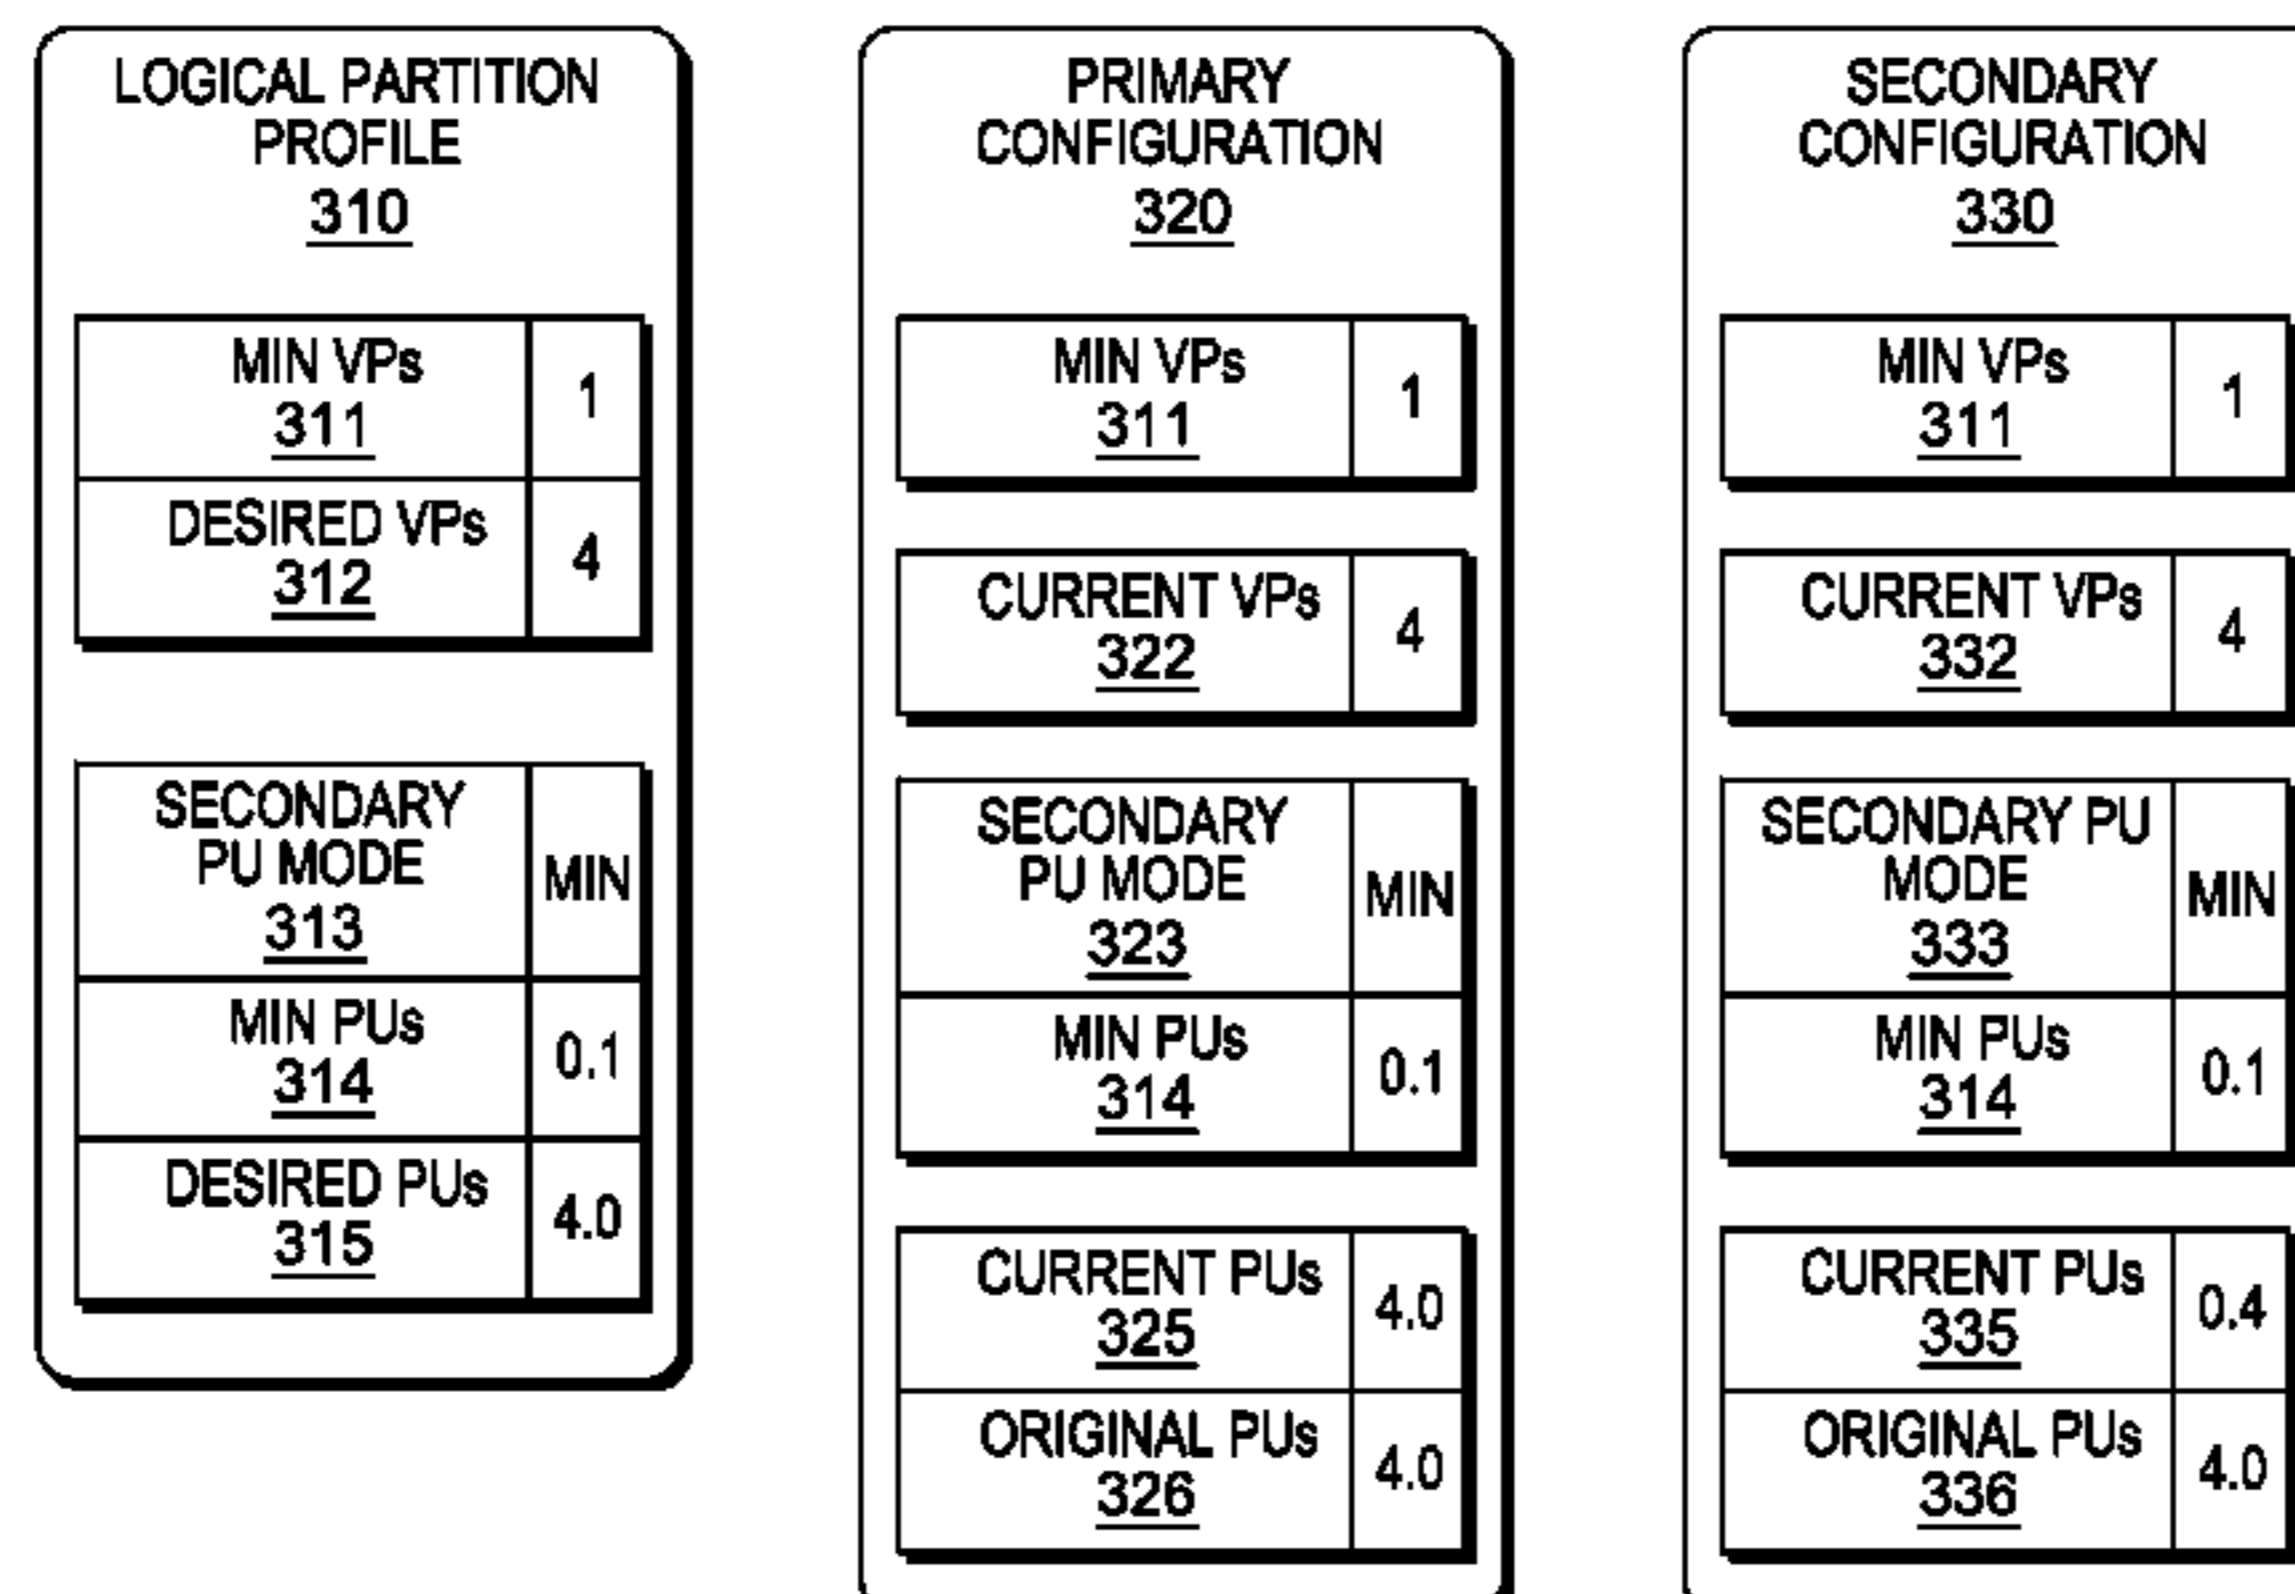 LOGICAL PARTITION
PROFILE
310
MIN VPs
311
1
DESIRED VPs
312
4
SECONDARY
PU MODE
313
MIN
MIN PUs
314
0.1
DESIRED PUs
315
4.0
PRIMARY
CONFIGURATION
320
MIN VPs
311
1
CURRENT VPs
322
4
SECONDARY
PU MODE
323
MIN
MIN PUs
314
0.1
CURRENT PUs
325
4.0
ORIGINAL PUs
326
4.0
SECONDARY
CONFIGURATION
330
MIN VPs
311
1
CURRENT VPs
332
4
SECONDARY PU
MODE
333
MIN
MIN PUs
314
0.1
CURRENT PUs
335
0.4
ORIGINAL PUs
336
4.0